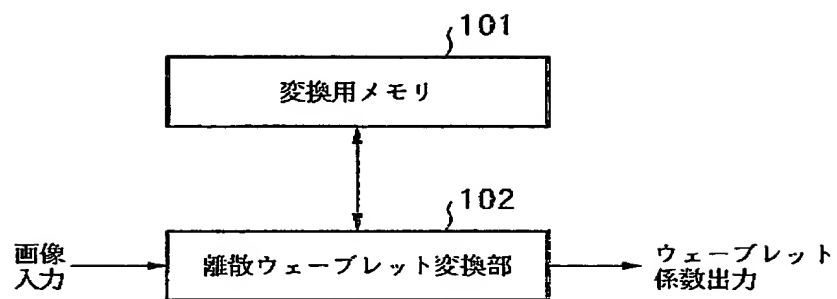 101
変換用メモリ
102
画像
入力
離散ウェーブレット変換部
ウェーブレット
係数出力